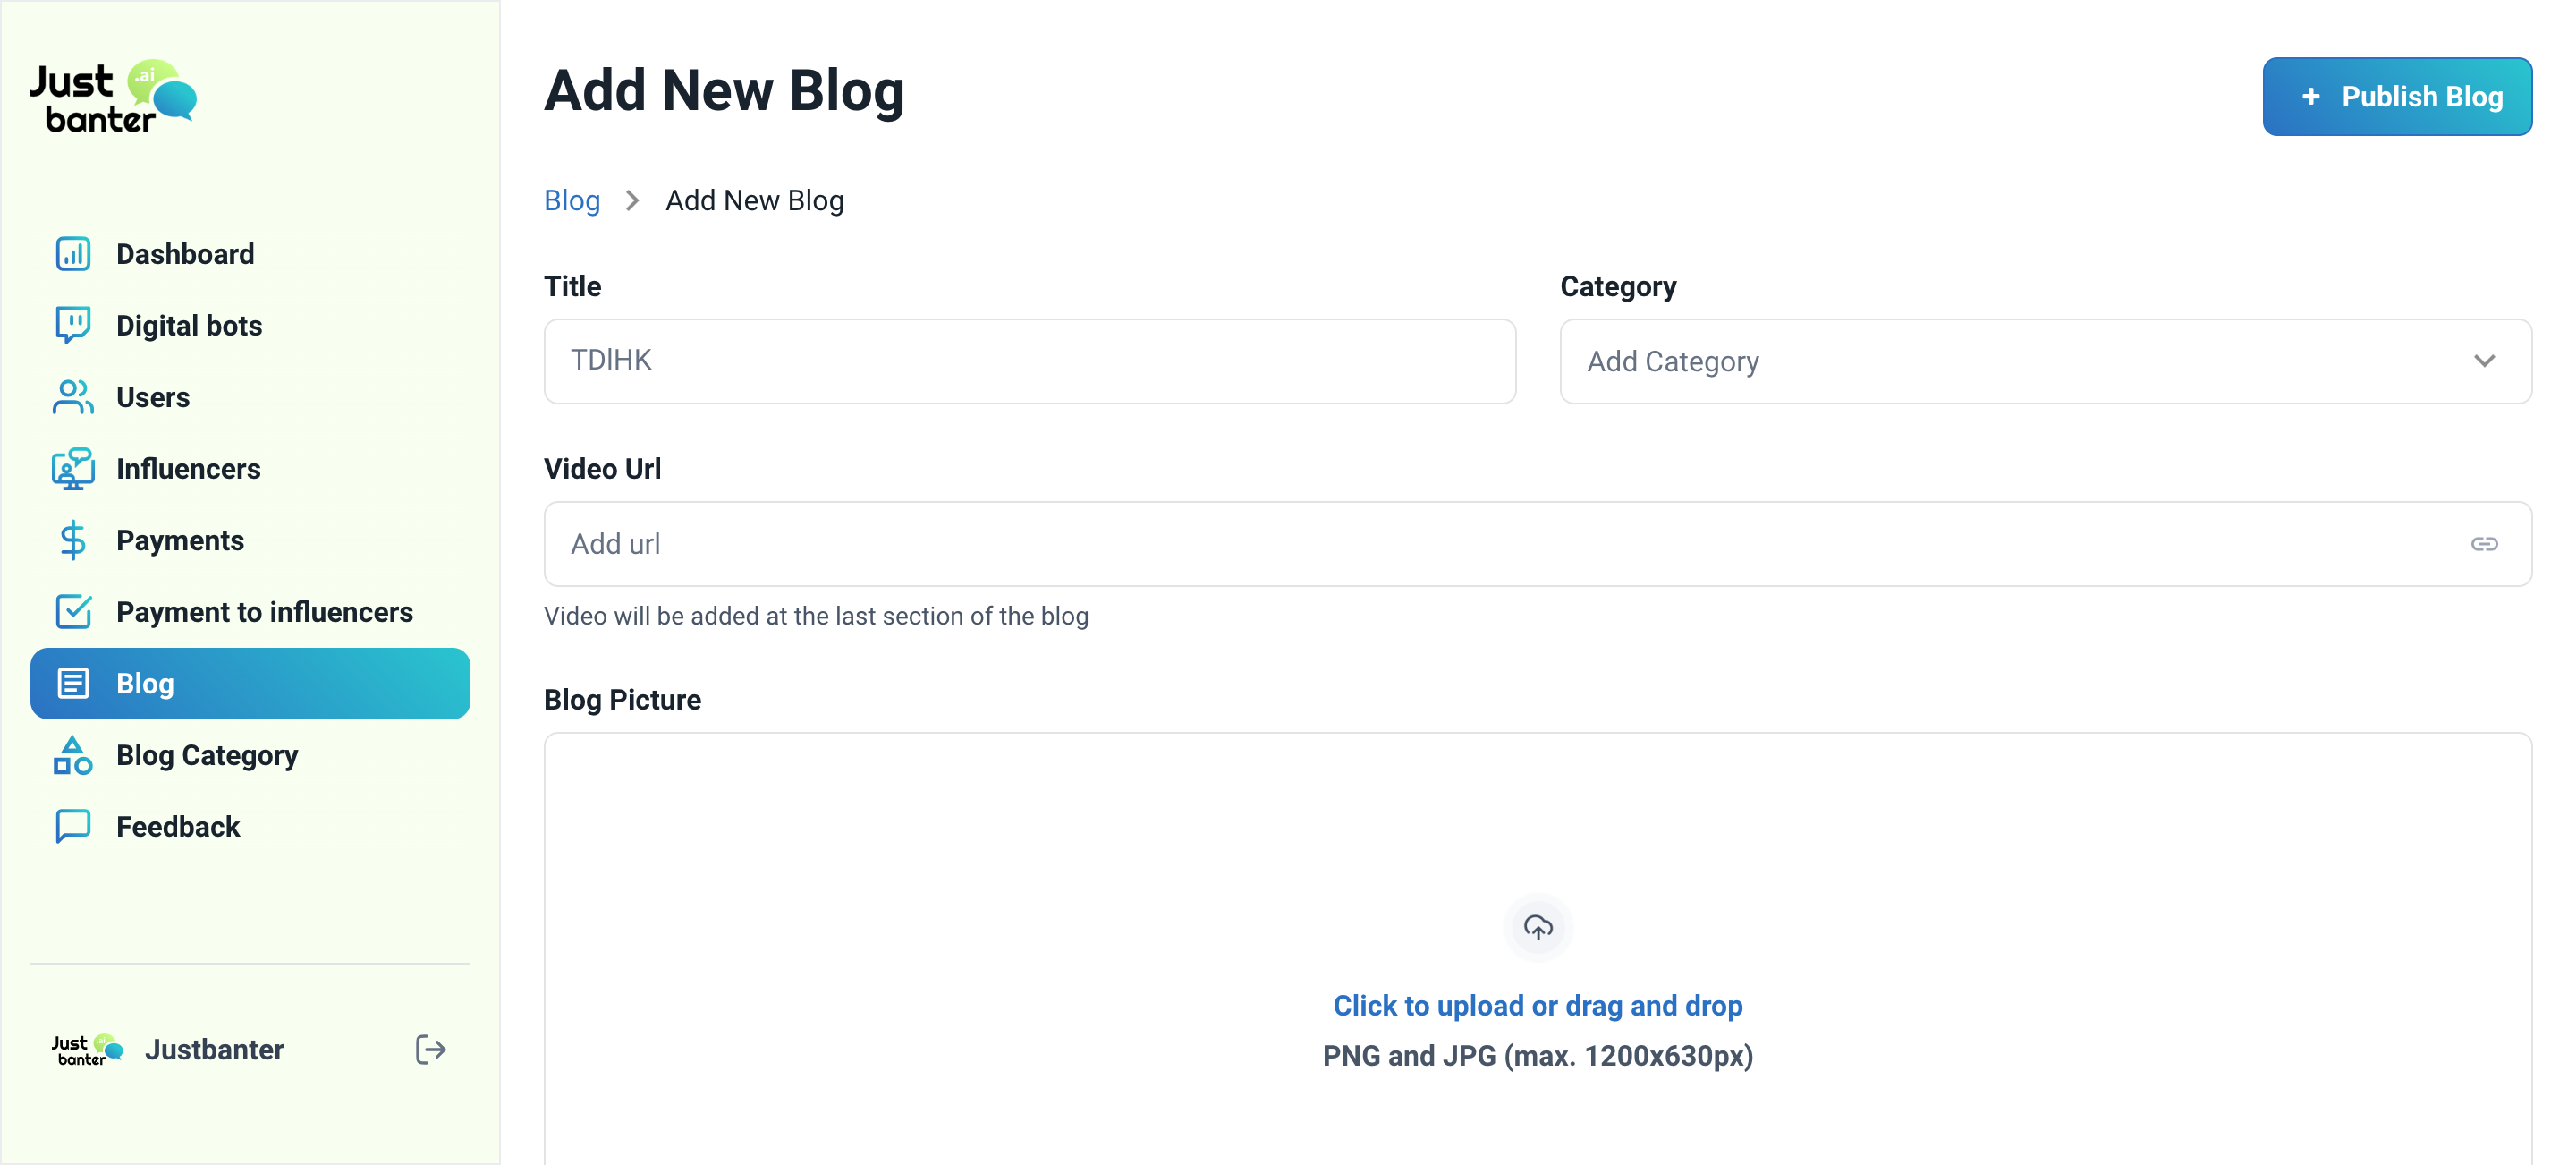 Just .ai
banter
Dashboard
Digital bots
Users
Influencers
Payments
Payment to influencers
Blog
Blog Category
Feedback
Just .ai
banter
Justbanter
Add New Blog
+ Publish Blog
Blog > Add New Blog
Title
TDlHK
Category
Add Category
Video Url
Add url
Video will be added at the last section of the blog
Blog Picture
Click to upload or drag and drop
PNG and JPG (max. 1200x630px)